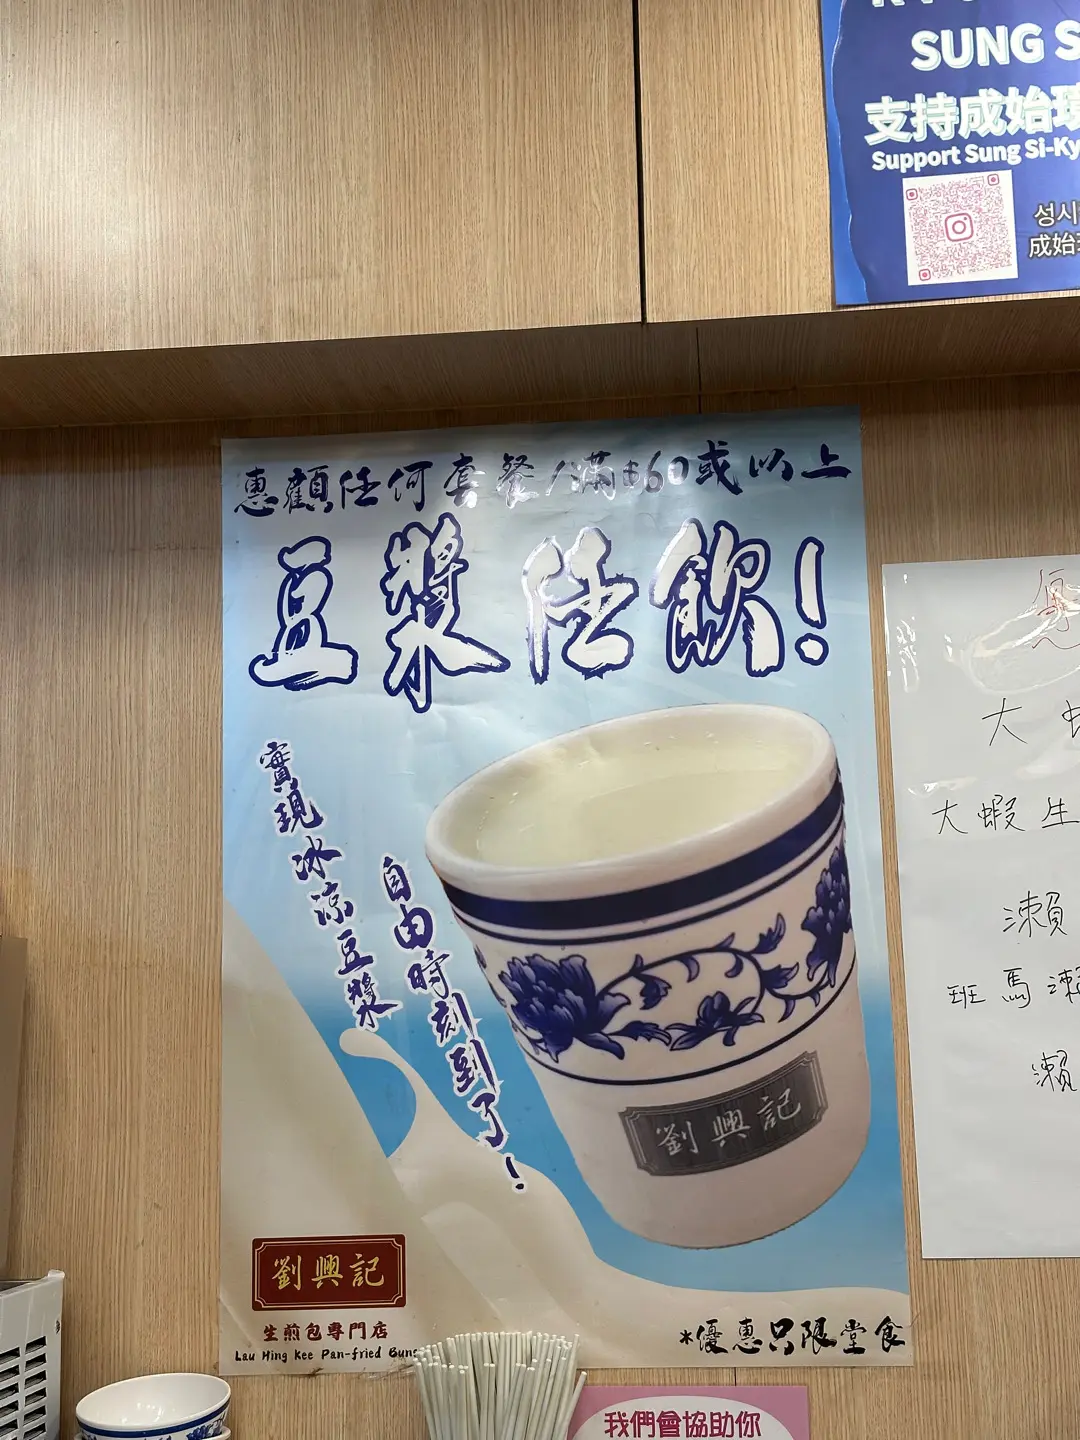 SUNG S
支持成始璄
Support Sung Si-Ky
성시
成始
惠顧任何套餐/滿$60或以上
豆漿任飲!
實現冰涼豆漿
自由時刻到了!
劉興記
劉興記
生煎包專門店
Lau Hing Kee Pan-fried Buns
*優惠只限堂食
大
大蝦生
瀨
班馬瀨
瀨
我們會協助你